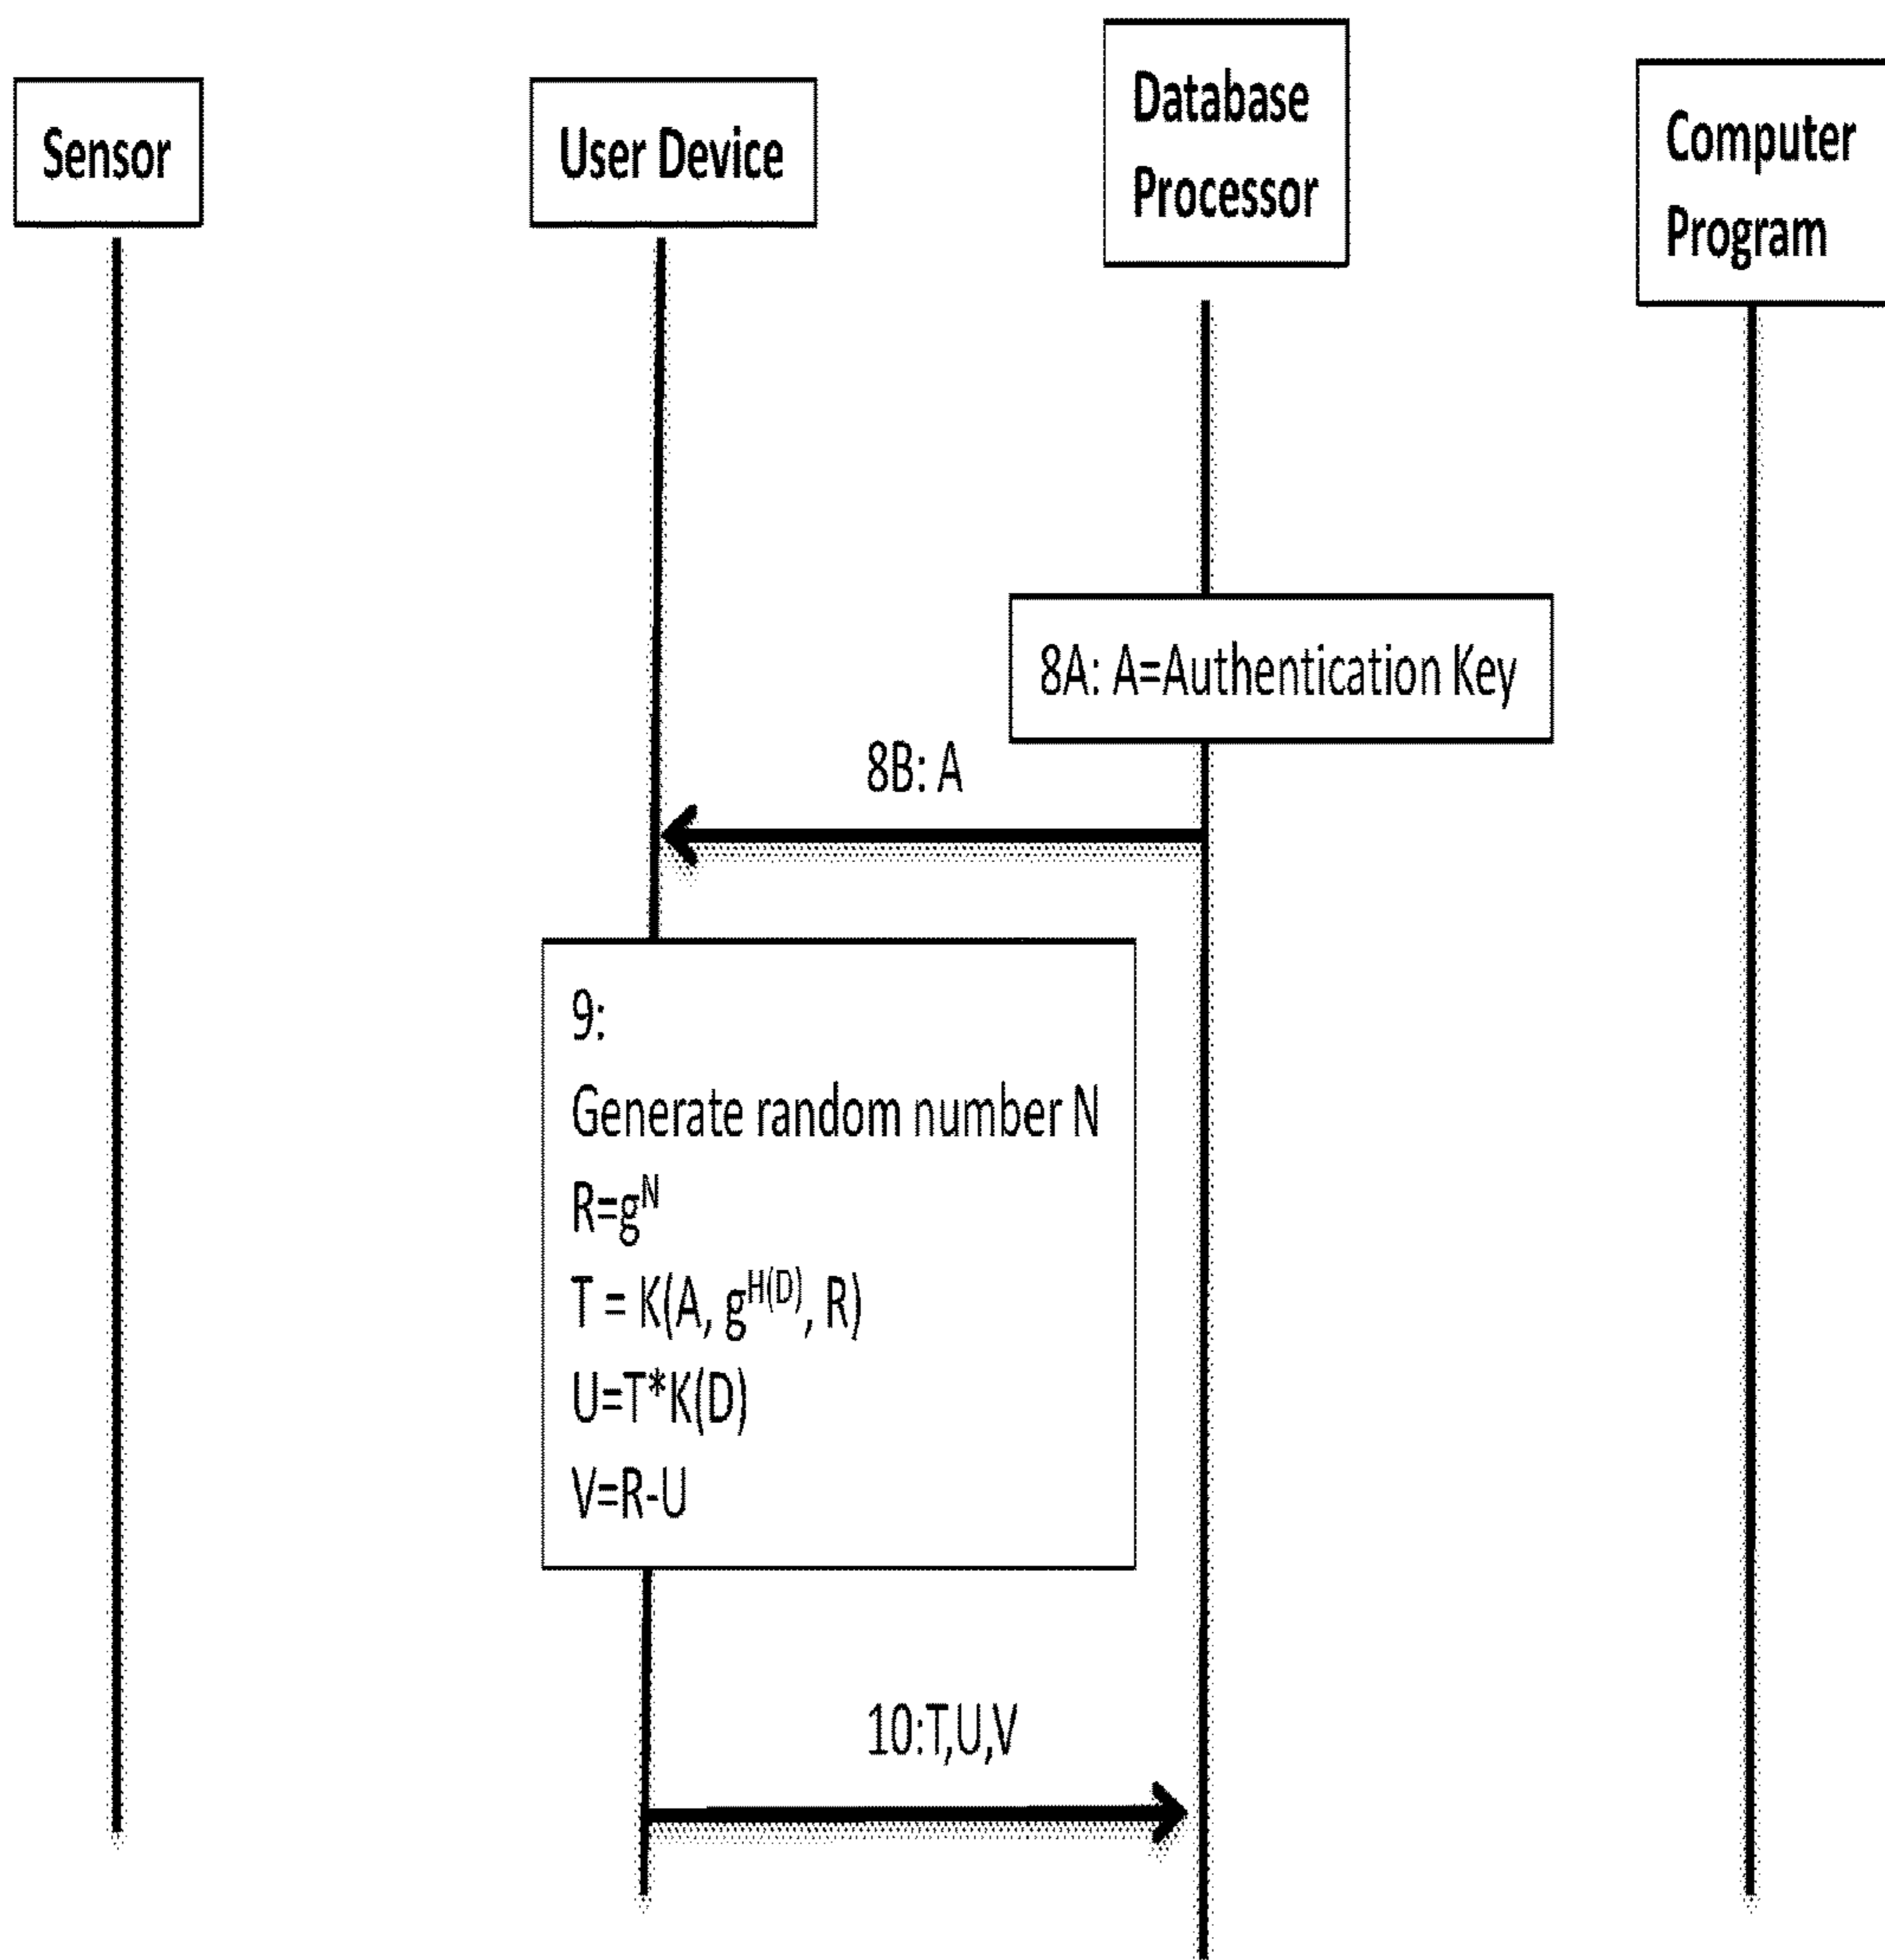 Sensor
User Device
Database
Processor
Computer
Program
8A: A=Authentication Key
8B: A
9:
Generate random number N
R=g^N
T = K(A, g^H(D), R)
U=T*K(D)
V=R-U
10:T,U,V